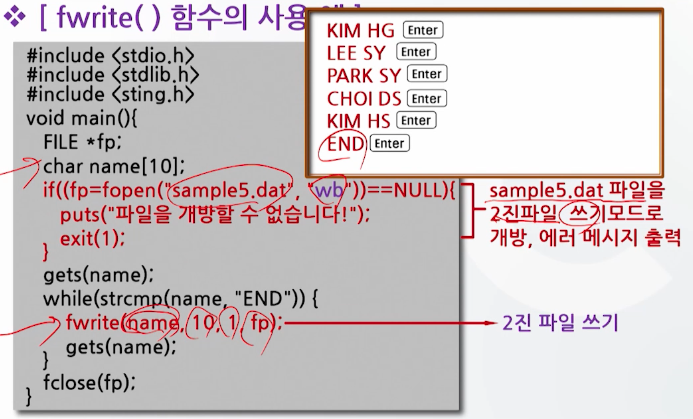 ❖ [ fwrite( ) 함수의 사용
#include <stdio.h>
#include <stdlib.h>
#include <sting.h>
void main(){
FILE *fp;
char name[10];
if((fp=fopen("sample5.dat", "wb"))==NULL){
puts("파일을 개방할 수 없습니다!");
exit(1);
}
gets(name);
while(strcmp(name, "END")) {
fwrite(name, 10, 1, fp);
gets(name);
}
fclose(fp);
}
KIM HG Enter
LEE SY Enter
PARK SY Enter
CHOI DS Enter
KIM HS Enter
END Enter
sample5.dat 파일을
2진파일 쓰기모드로
개방, 에러 메시지 출력
2진 파일 쓰기